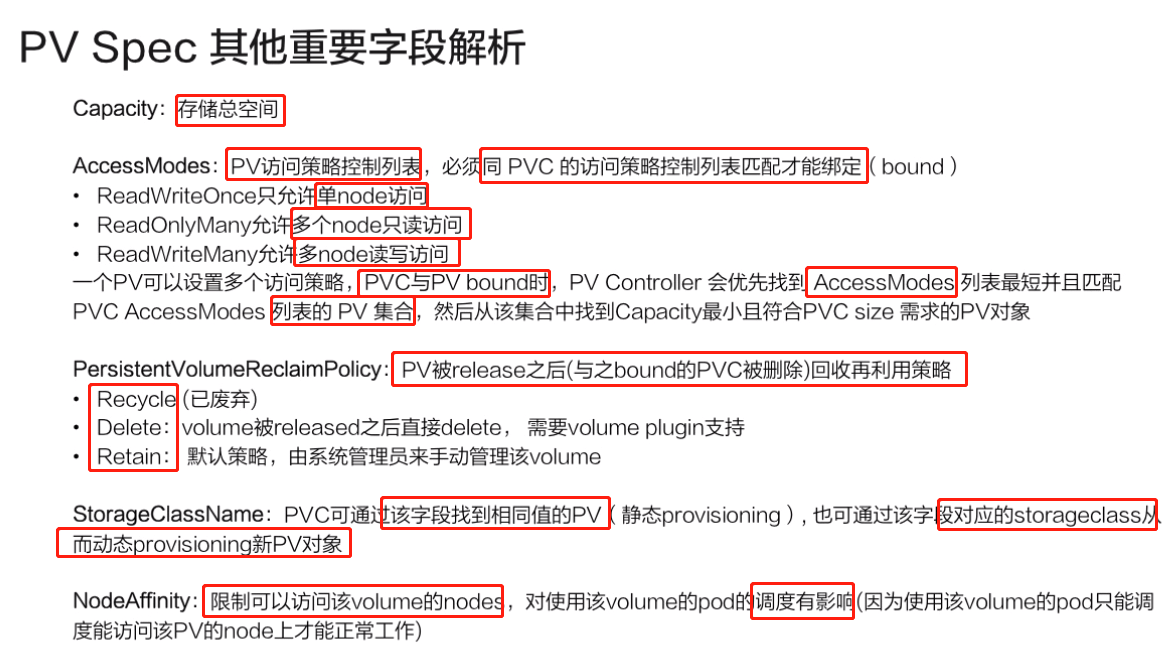 PV Spec 其他重要字段解析
Capacity：存储总空间
AccessModes：PV访问策略控制列表，必须同 PVC 的访问策略控制列表匹配才能绑定（bound）
• ReadWriteOnce只允许单node访问
• ReadOnlyMany允许多个node只读访问
• ReadWriteMany允许多node读写访问
一个PV可以设置多个访问策略，PVC与PV bound时，PV Controller 会优先找到 AccessModes 列表最短并且匹配
PVC AccessModes 列表的 PV 集合，然后从该集合中找到Capacity最小且符合PVC size 需求的PV对象
PersistentVolumeReclaimPolicy：PV被release之后(与之bound的PVC被删除)回收再利用策略
• Recycle (已废弃)
• Delete：volume被released之后直接delete， 需要volume plugin支持
• Retain： 默认策略，由系统管理员来手动管理该volume
StorageClassName：PVC可通过该字段找到相同值的PV（静态provisioning）, 也可通过该字段对应的storageclass从
而动态provisioning新PV对象
NodeAffinity：限制可以访问该volume的nodes，对使用该volume的pod的调度有影响(因为使用该volume的pod只能调
度能访问该PV的node上才能正常工作)